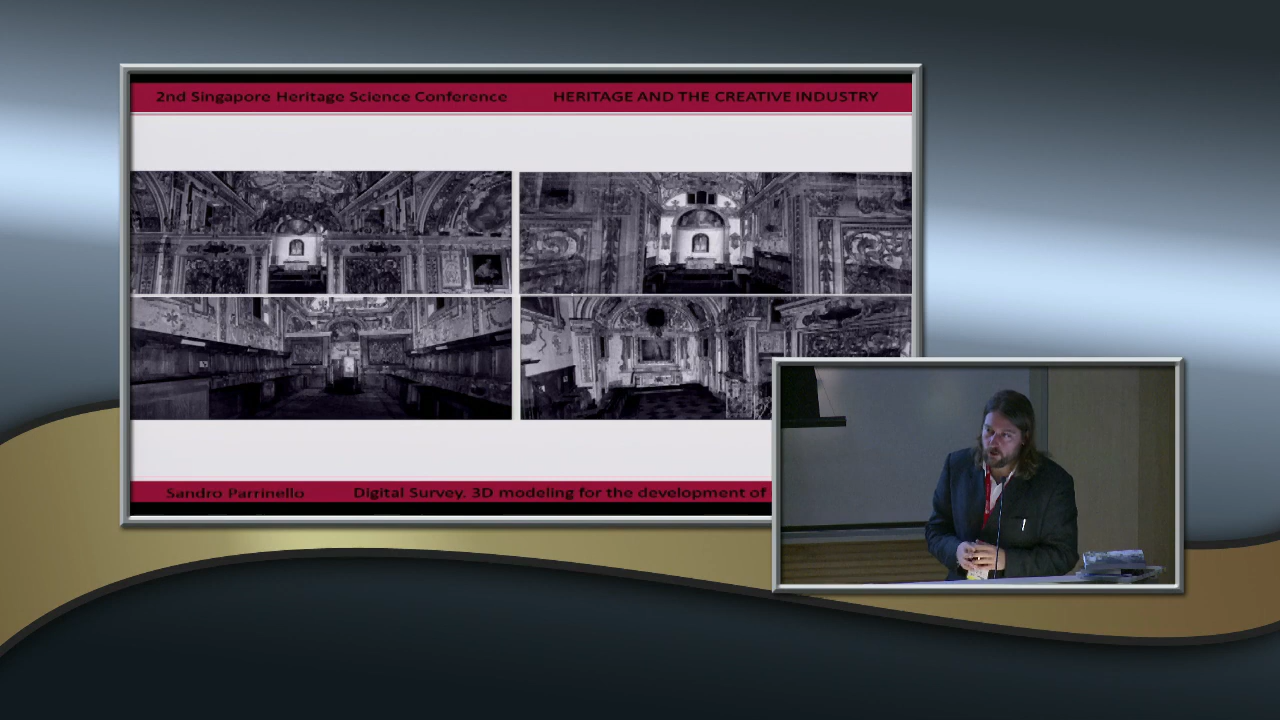 2nd Singapore Heritage Science Conference HERITAGE AND THE CREATIVE INDUSTRY
Sandro Parrinello Digital Survey. 3D modeling for the development of